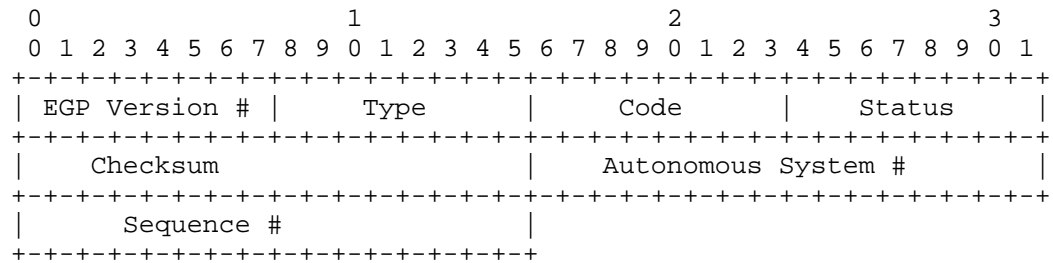 0                   1                   2                   3
 0 1 2 3 4 5 6 7 8 9 0 1 2 3 4 5 6 7 8 9 0 1 2 3 4 5 6 7 8 9 0 1
+-+-+-+-+-+-+-+-+-+-+-+-+-+-+-+-+-+-+-+-+-+-+-+-+-+-+-+-+-+-+-+-+
| EGP Version # |     Type      |     Code      |    Status     |
+-+-+-+-+-+-+-+-+-+-+-+-+-+-+-+-+-+-+-+-+-+-+-+-+-+-+-+-+-+-+-+-+
|    Checksum                   |    Autonomous System #        |
+-+-+-+-+-+-+-+-+-+-+-+-+-+-+-+-+-+-+-+-+-+-+-+-+-+-+-+-+-+-+-+-+
|      Sequence #               |
+-+-+-+-+-+-+-+-+-+-+-+-+-+-+-+-+